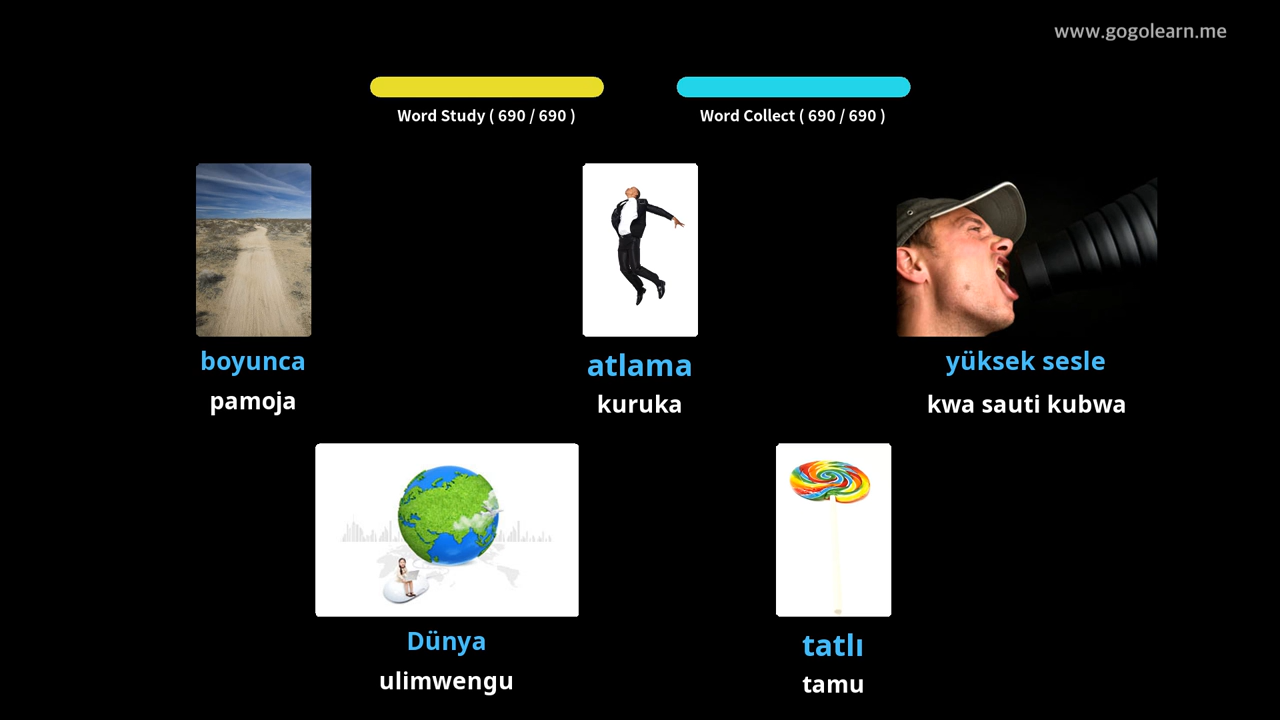 www.gogolearn.me
Word Study ( 690 / 690 )
Word Collect ( 690 / 690 )
boyunca
pamoja
atlama
kuruka
yüksek sesle
kwa sauti kubwa
Dünya
ulimwengu
tatlı
tamu